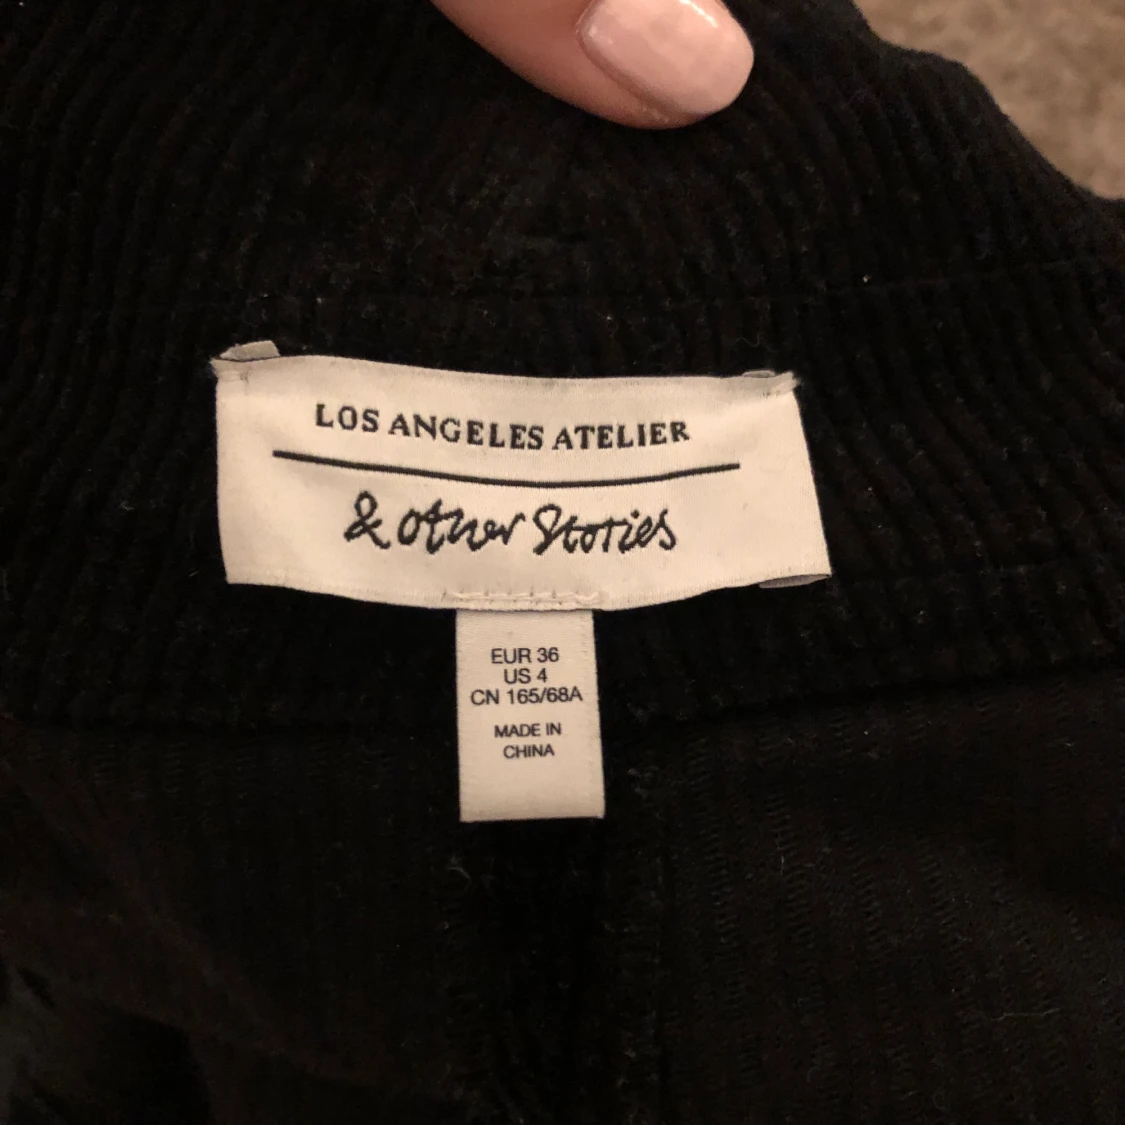 LOS ANGELES ATELIER
& other Stories
EUR 36
US 4
CN 165/68A
MADE IN
CHINA